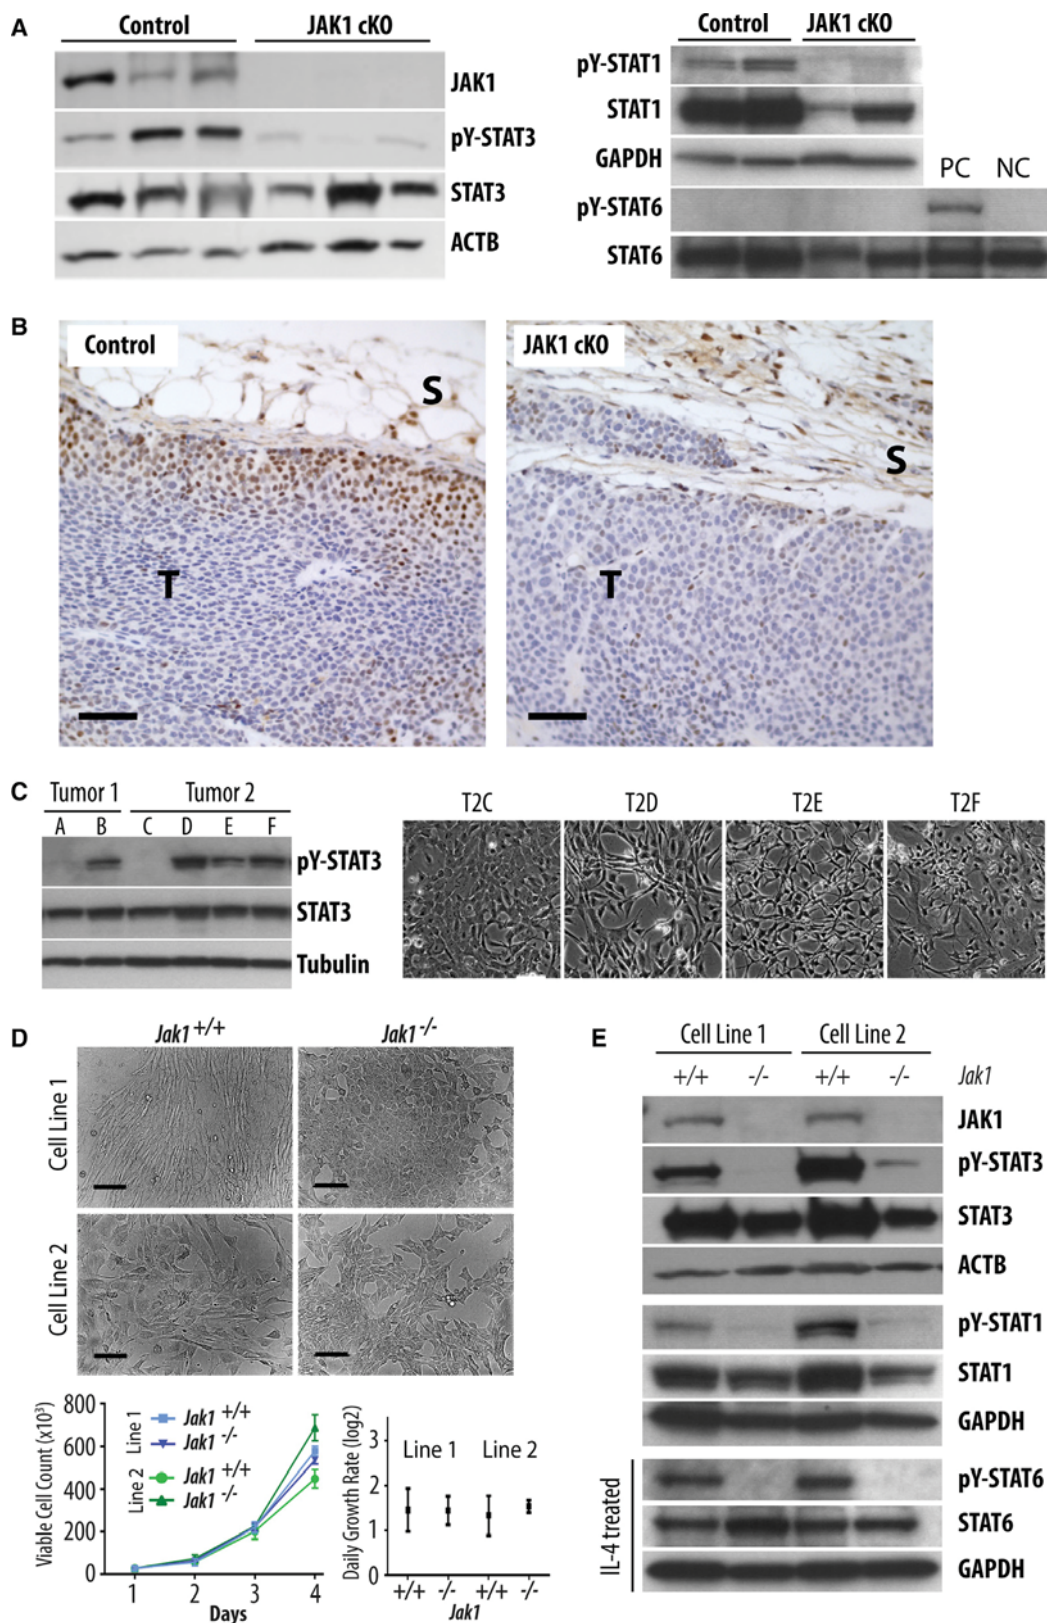 A
Control
JAK1 cKO
JAK1
pY-STAT3
STAT3
ACTB
Control
JAK1 cKO
pY-STAT1
STAT1
GAPDH
PC NC
pY-STAT6
STAT6
B
Control
S
T
JAK1 cKO
S
T
C
Tumor 1
Tumor 2
A B C D E F
pY-STAT3
STAT3
Tubulin
T2C
T2D
T2E
T2F
D
Jak1 +/+
Jak1 -/-
Cell Line 1
Cell Line 2
Viable Cell Count (x10³)
800
600
400
200
0
1 2 3 4
Days
Line 1
Jak1 +/+
Jak1 -/-
Line 2
Jak1 +/+
Jak1 -/-
Daily Growth Rate (log2)
3
2
1
0
Line 1
Line 2
+/+ -/- +/+ -/-
Jak1
E
Cell Line 1
Cell Line 2
+/+ -/- +/+ -/- Jak1
JAK1
pY-STAT3
STAT3
ACTB
pY-STAT1
STAT1
GAPDH
IL-4 treated
pY-STAT6
STAT6
GAPDH